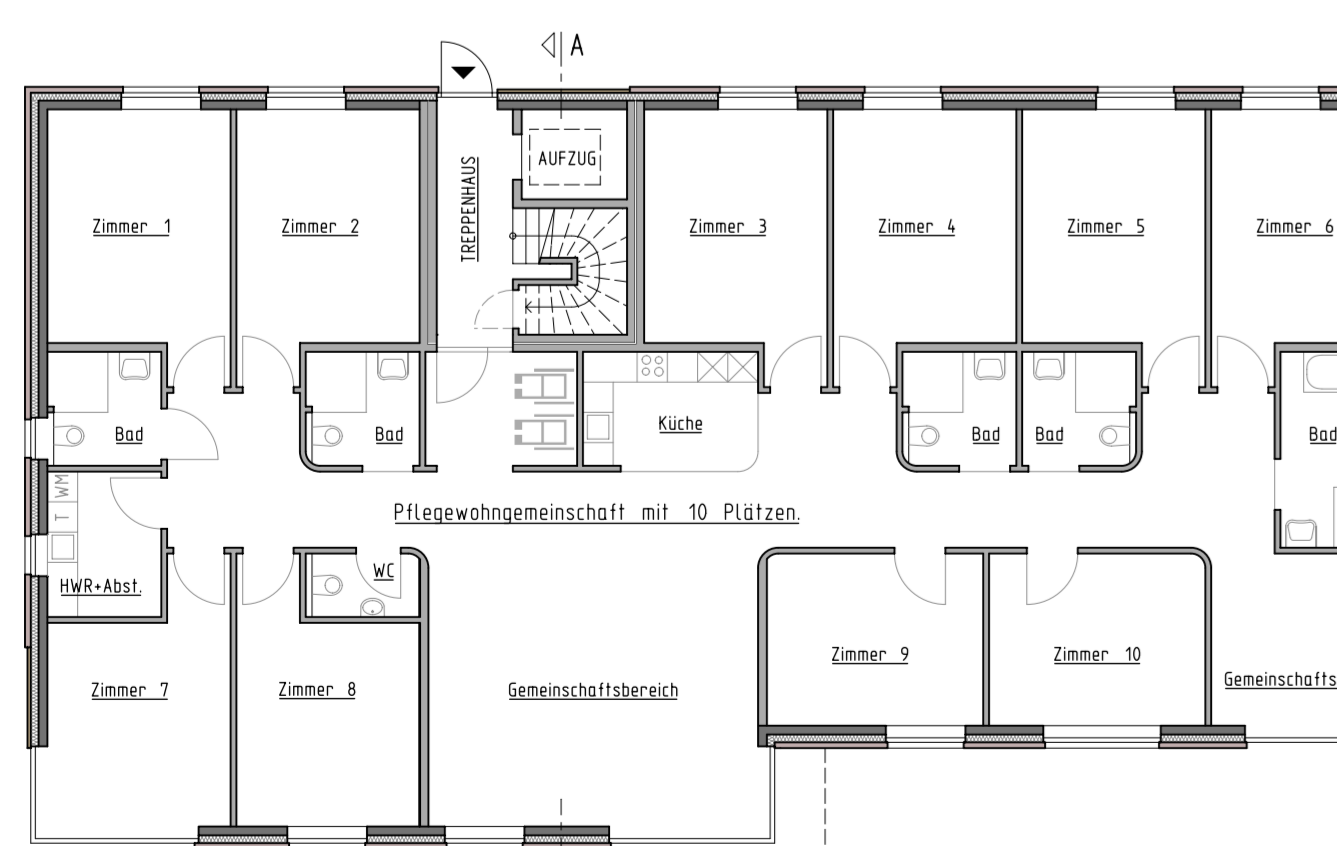 A
TREPPENHAUS
AUFZUG
Zimmer 1
Zimmer 2
Zimmer 3
Zimmer 4
Zimmer 5
Zimmer 6
Bad
Bad
Küche
Bad
Bad
Bad
WM
T
Pflegewohngemeinschaft mit 10 Plätzen.
HWR+Abst.
WC
Zimmer 7
Zimmer 8
Gemeinschaftsbereich
Zimmer 9
Zimmer 10
Gemeinschafts